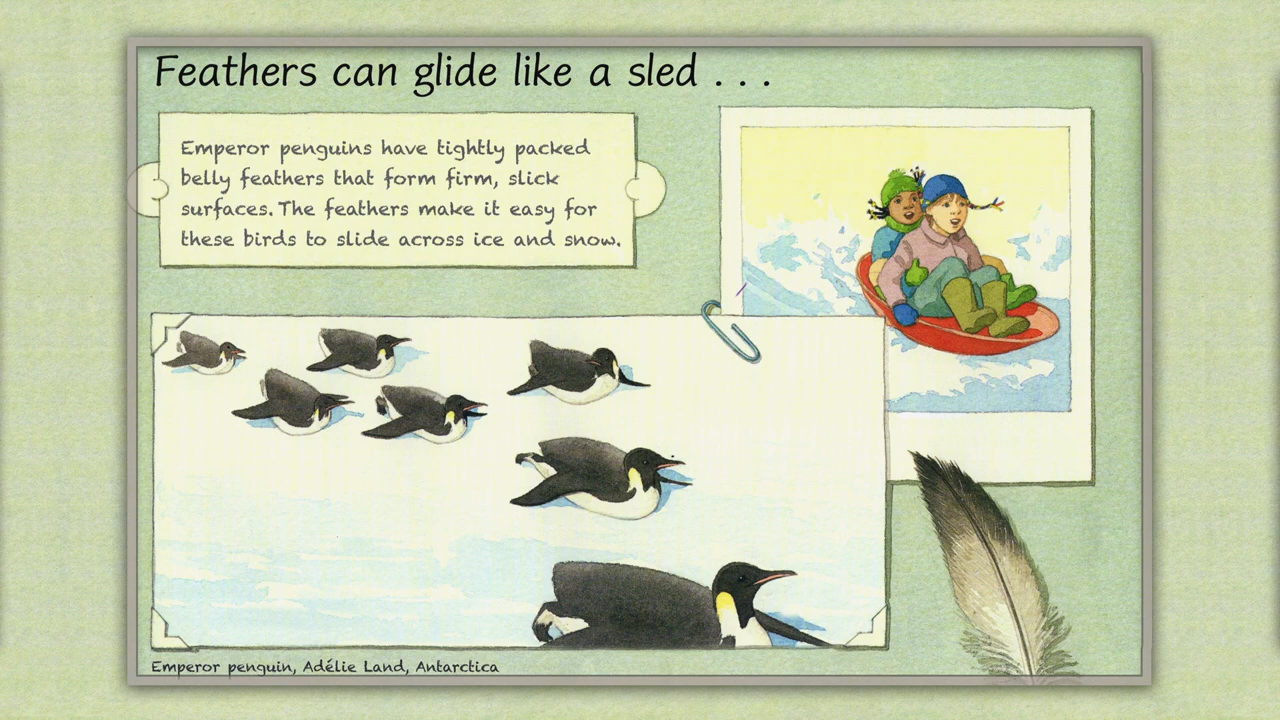 Feathers can glide like a sled . . .
Emperor penguins have tightly packed
belly feathers that form firm, slick
surfaces. The feathers make it easy for
these birds to slide across ice and snow.
Emperor penguin, Adélie Land, Antarctica